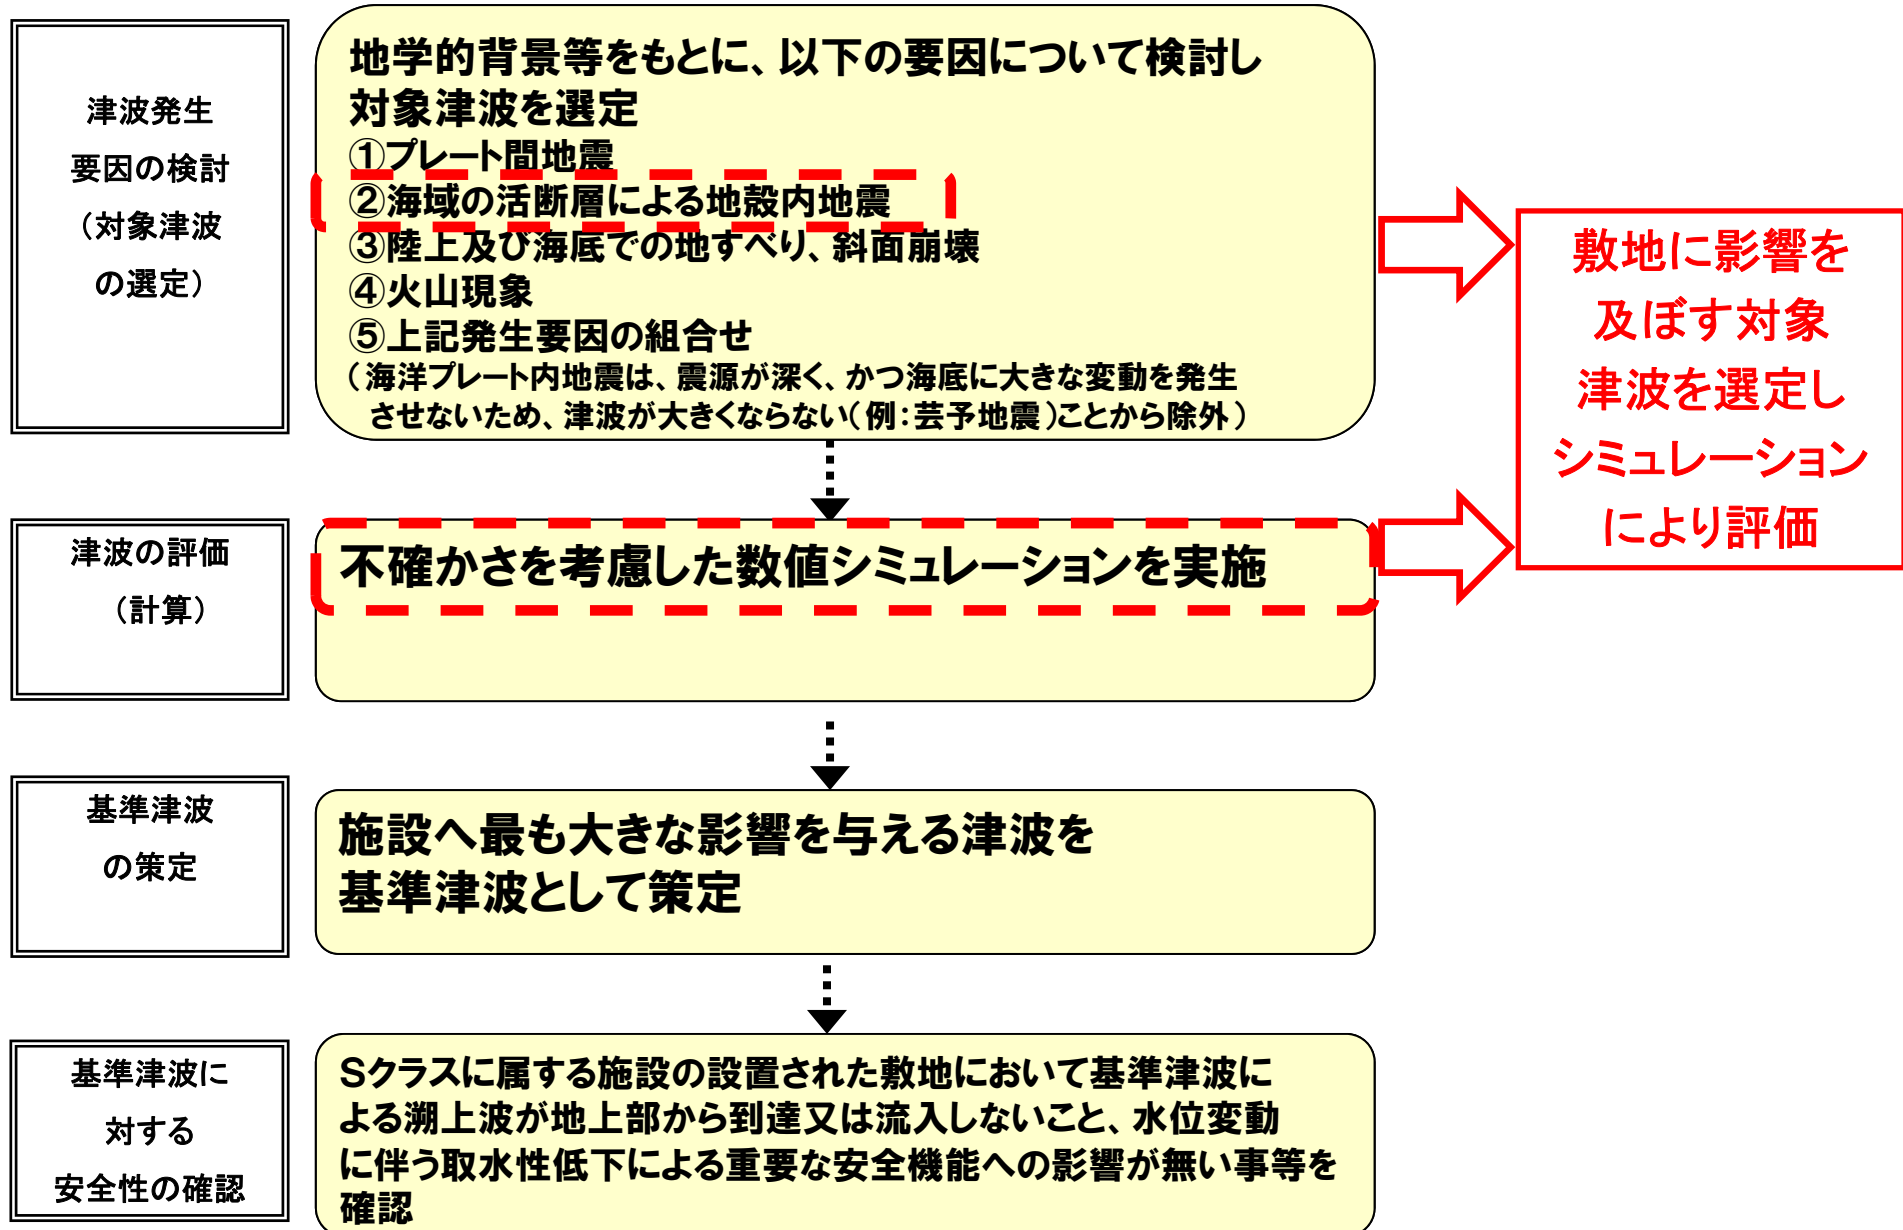 津波発生
要因の検討
（対象津波
の選定）
地学的背景等をもとに、以下の要因について検討し
対象津波を選定
①プレート間地震
②海域の活断層による地殻内地震
③陸上及び海底での地すべり、斜面崩壊
④火山現象
⑤上記発生要因の組合せ
（海洋プレート内地震は、震源が深く、かつ海底に大きな変動を発生
させないため、津波が大きくならない（例：芸予地震）ことから除外）
敷地に影響を
及ぼす対象
津波を選定し
シミュレーション
により評価
津波の評価
（計算）
不確かさを考慮した数値シミュレーションを実施
基準津波
の策定
施設へ最も大きな影響を与える津波を
基準津波として策定
基準津波に
対する
安全性の確認
Sクラスに属する施設の設置された敷地において基準津波に
よる溯上波が地上部から到達又は流入しないこと、水位変動
に伴う取水性低下による重要な安全機能への影響が無い事等を
確認